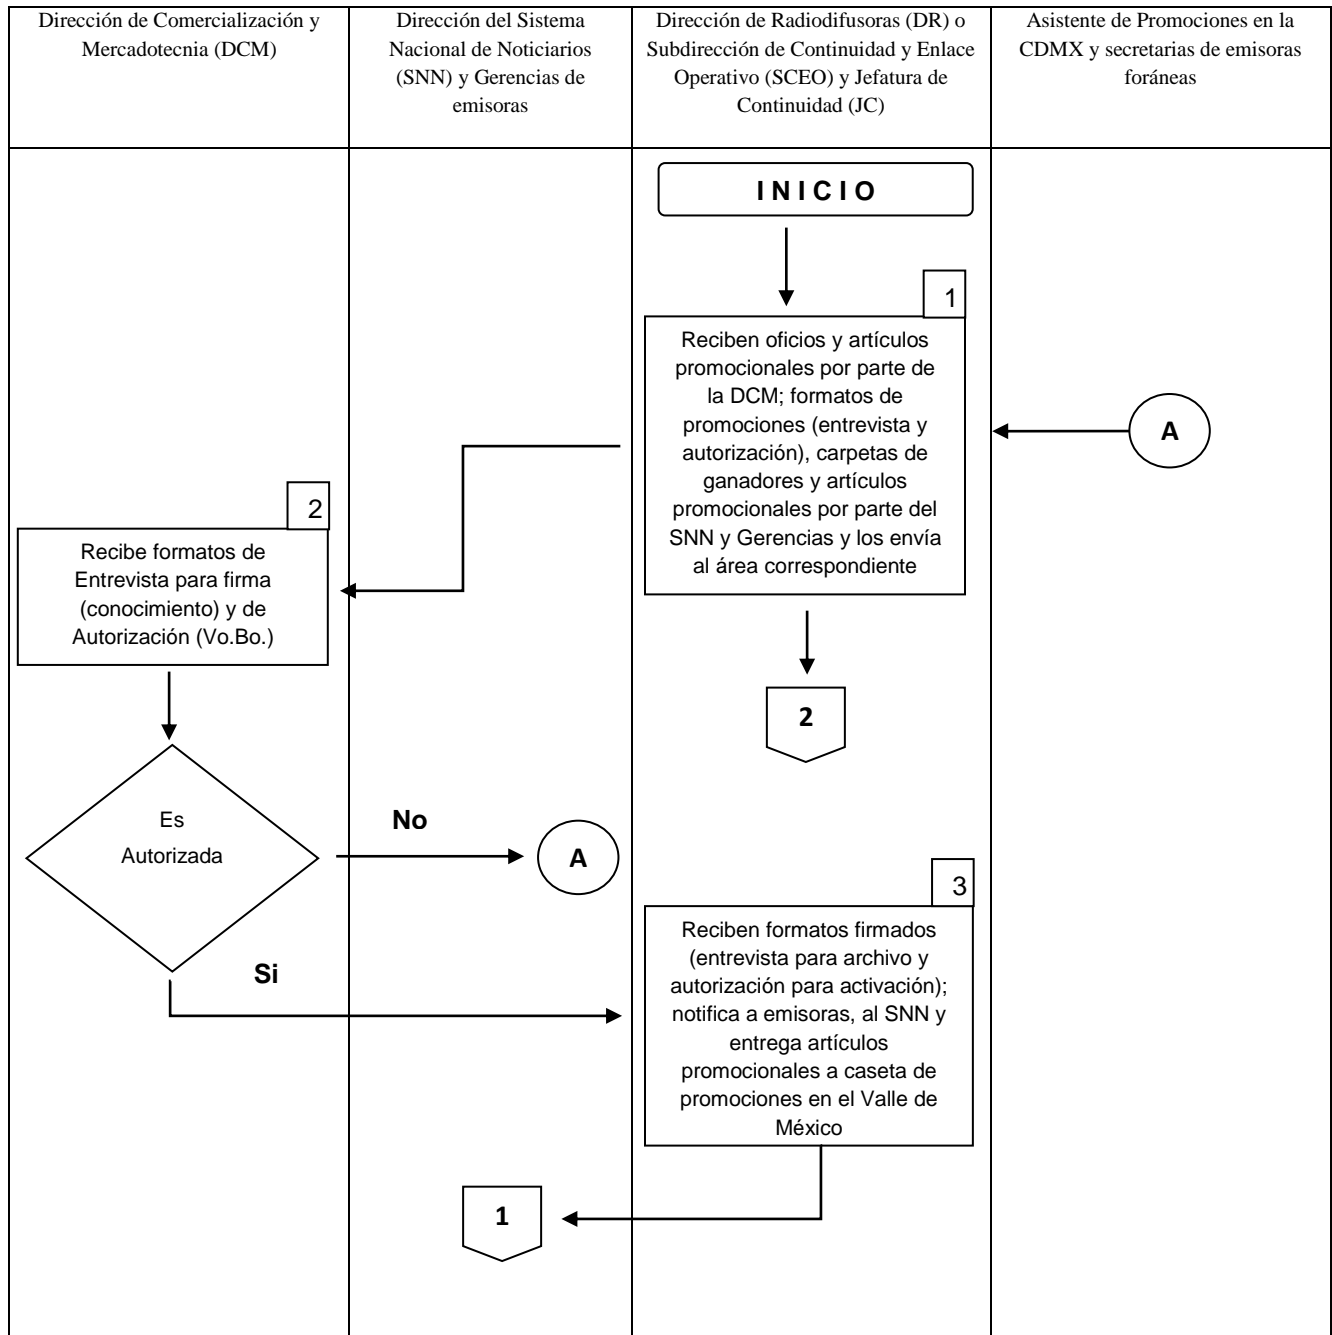 Dirección de Comercialización y
Mercadotecnia (DCM)
Dirección del Sistema
Nacional de Noticiarios
(SNN) y Gerencias de
emisoras
Dirección de Radiodifusoras (DR) o
Subdirección de Continuidad y Enlace
Operativo (SCEO) y Jefatura de
Continuidad (JC)
Asistente de Promociones en la
CDMX y secretarias de emisoras
foráneas
I N I C I O
1
Reciben oficios y artículos
promocionales por parte de
la DCM; formatos de
promociones (entrevista y
autorización), carpetas de
ganadores y artículos
promocionales por parte del
SNN y Gerencias y los envía
al área correspondiente
A
2
Recibe formatos de
Entrevista para firma
(conocimiento) y de
Autorización (Vo.Bo.)
2
Es
Autorizada
No
A
Si
3
Reciben formatos firmados
(entrevista para archivo y
autorización para activación);
notifica a emisoras, al SNN y
entrega artículos
promocionales a caseta de
promociones en el Valle de
México
1